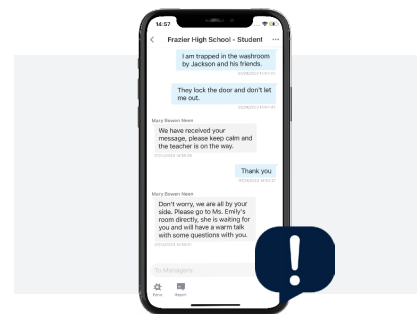 14:57
Frazier High School - Student
I am trapped in the washroom
by Jackson and his friends.
They lock the door and don't let
me out.
Mary Bowen Neen
We have received your
message, please keep calm and
the teacher is on the way.
Thank you
Mary Bowen Neen
Don't worry, we are all by your
side. Please go to Ms. Emily's
room directly, she is waiting for
you and will have a warm talk
with some questions with you.
To Managers
Report